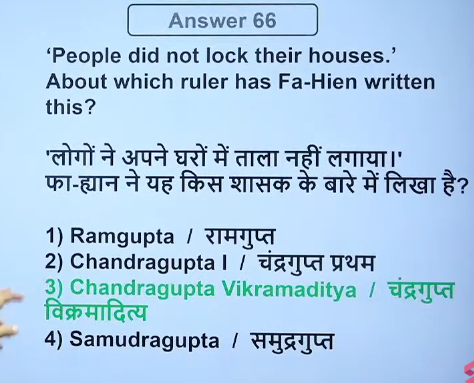 Answer 66
‘People did not lock their houses.’
About which ruler has Fa-Hien written
this?
'लोगों ने अपने घरों में ताला नहीं लगाया।'
फा-ह्यान ने यह किस शासक के बारे में लिखा है?
1) Ramgupta / रामगुप्त
2) Chandragupta I / चंद्रगुप्त प्रथम
3) Chandragupta Vikramaditya / चंद्रगुप्त
विक्रमादित्य
4) Samudragupta / समुद्रगुप्त